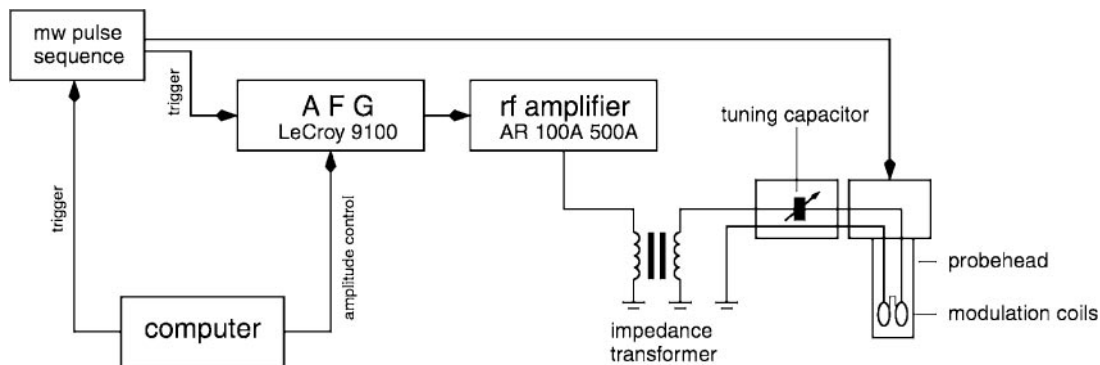 mw pulse
sequence
trigger
A F G
LeCroy 9100
rf amplifier
AR 100A 500A
tuning capacitor
trigger
amplitude control
computer
impedance
transformer
probehead
modulation coils